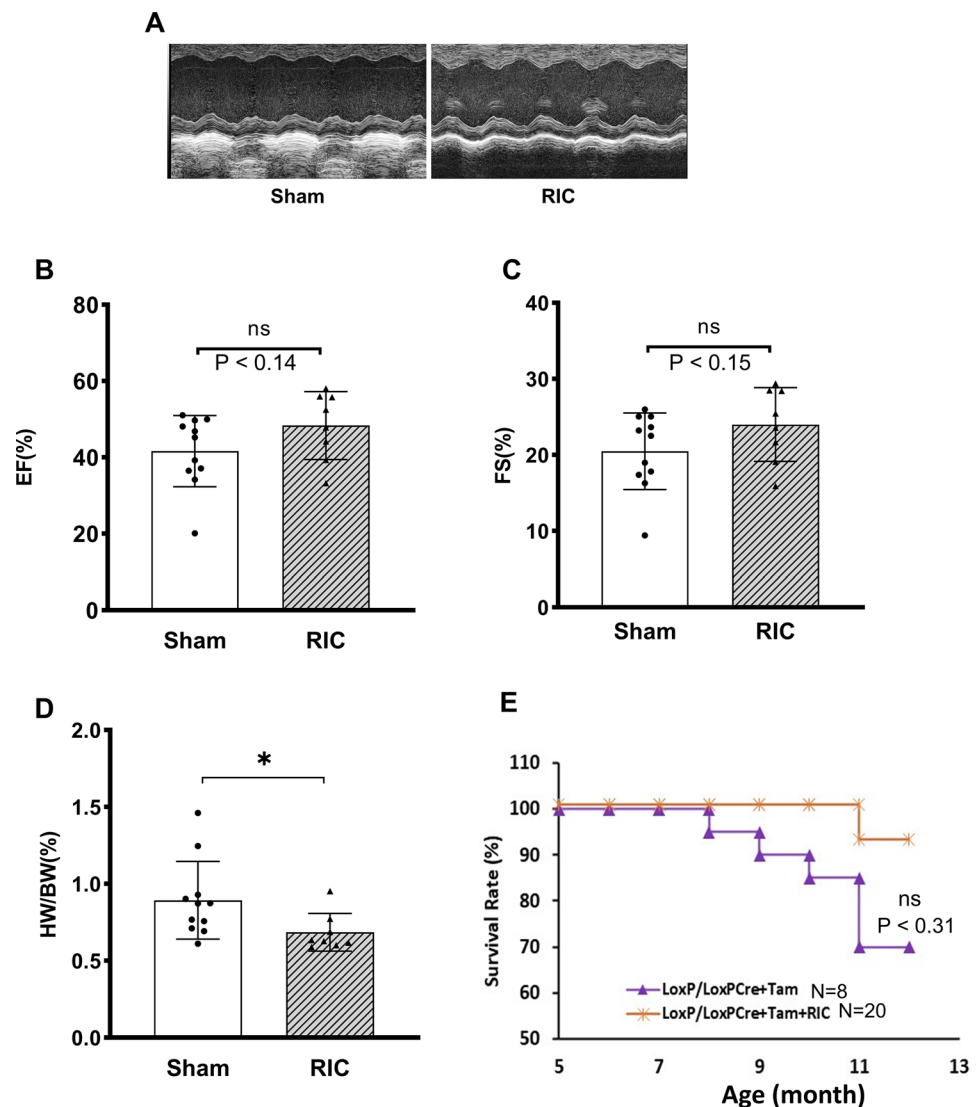 A
Sham
RIC
B
EF(%)
80
60
40
20
0
ns
P < 0.14
Sham
RIC
C
FS(%)
40
30
20
10
0
ns
P < 0.15
Sham
RIC
D
HW/BW(%)
2.0
1.5
1.0
0.5
0.0
*
Sham
RIC
E
Survival Rate (%)
110
100
90
80
70
60
50
ns
P < 0.31
LoxP/LoxPCre+Tam N=8
LoxP/LoxPCre+Tam+RIC N=20
5 7 9 11 13
Age (month)